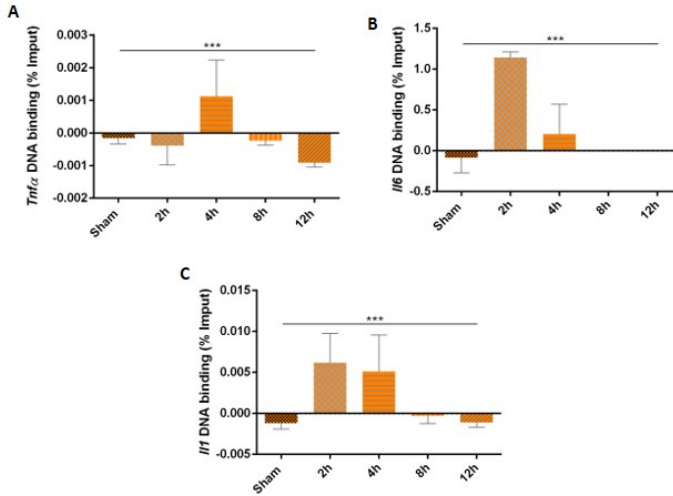 A
Tnfα DNA binding (% Imput)
0.003
0.002
0.001
0.000
-0.001
-0.002
***
Sham 2h 4h 8h 12h
B
Il6 DNA binding (% Imput)
1.5
1.0
0.5
0.0
-0.5
***
Sham 2h 4h 8h 12h
C
Il1 DNA binding (% Imput)
0.015
0.010
0.005
0.000
-0.005
***
Sham 2h 4h 8h 12h